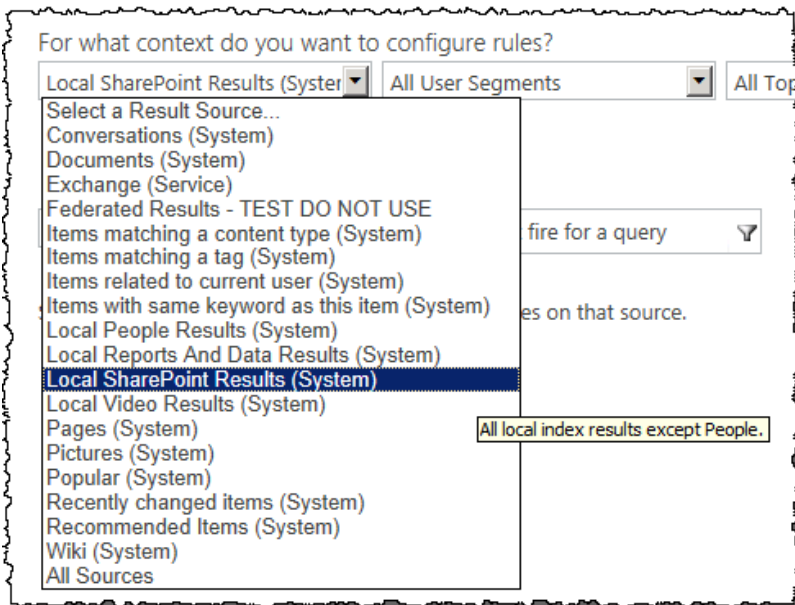 For what context do you want to configure rules?
Local SharePoint Results (System All User Segments All Top
Select a Result Source...
Conversations (System)
Documents (System)
Exchange (Service)
Federated Results - TEST DO NOT USE
Items matching a content type (System) fire for a query
Items matching a tag (System)
Items related to current user (System)
Items with same keyword as this item (System) es on that source.
Local People Results (System)
Local Reports And Data Results (System)
Local SharePoint Results (System)
Local Video Results (System)
Pages (System) All local index results except People.
Pictures (System)
Popular (System)
Recently changed items (System)
Recommended Items (System)
Wiki (System)
All Sources